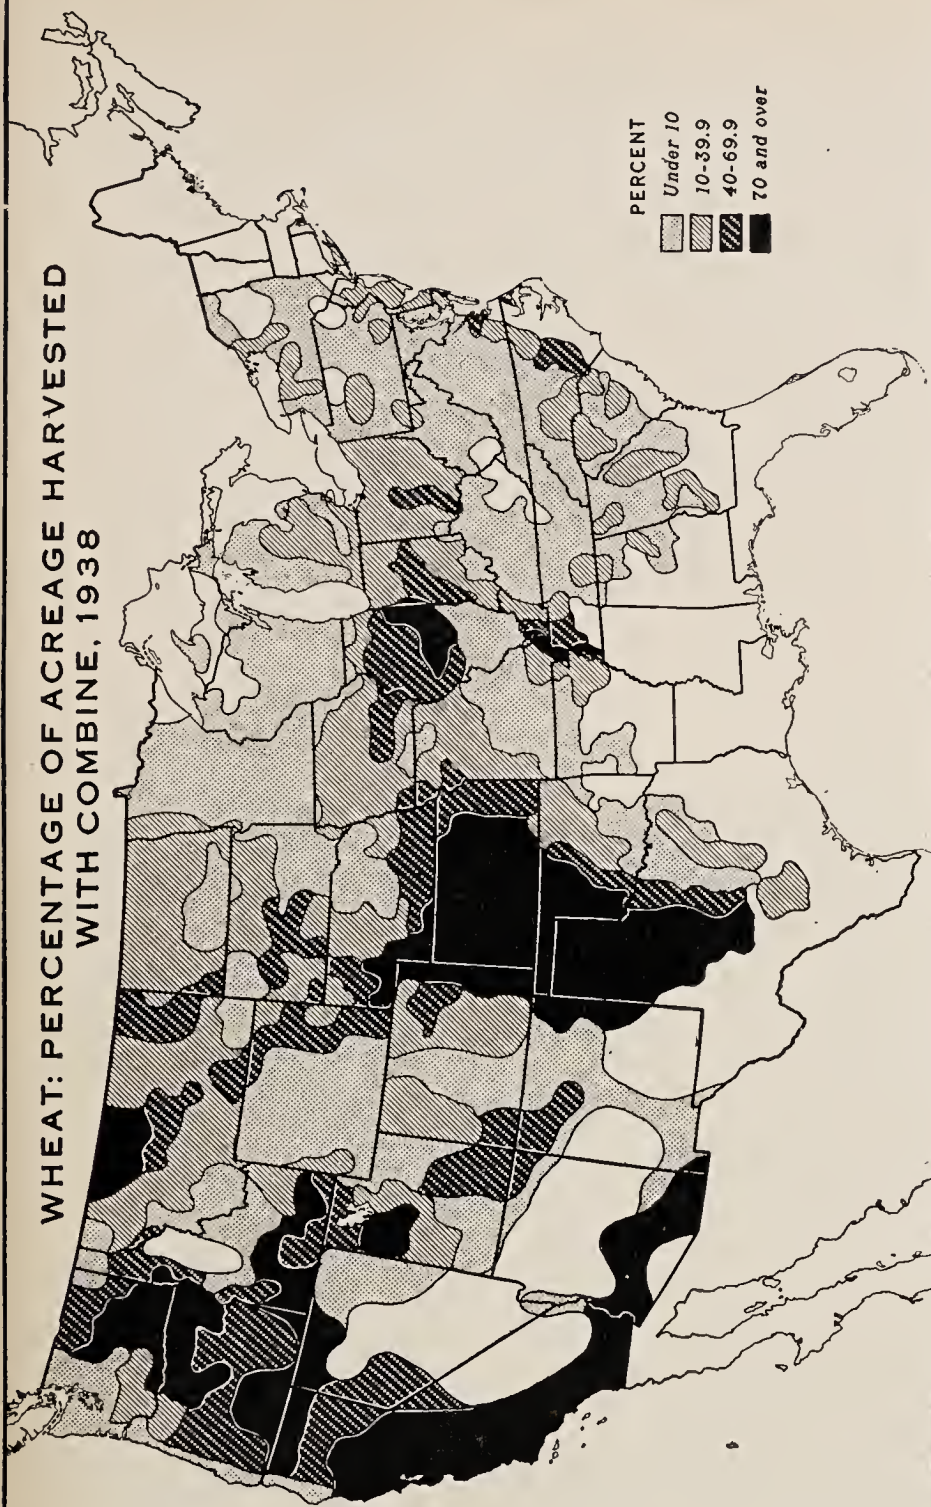 WHEAT: PERCENTAGE OF ACREAGE HARVESTED
WITH COMBINE, 1938
PERCENT
Under 10
10-39.9
40-69.9
70 and over